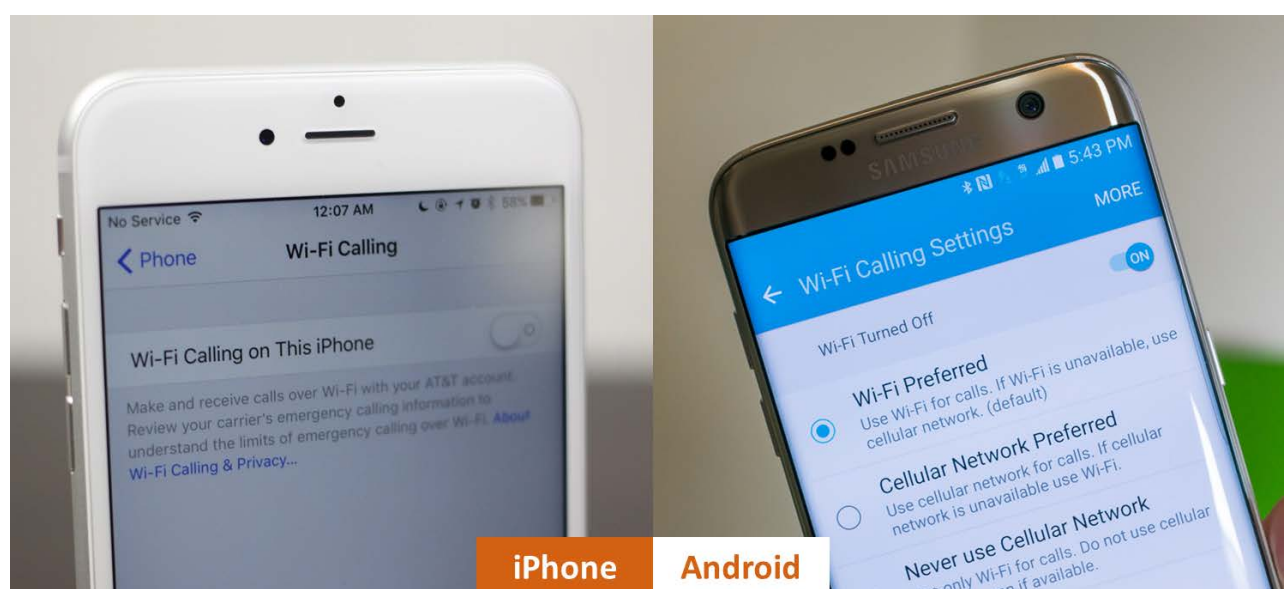 No Service
12:07 AM
58%
Phone
Wi-Fi Calling
Wi-Fi Calling on This iPhone
Make and receive calls over Wi-Fi with your AT&T account.
Review your carrier's emergency calling information to
understand the limits of emergency calling over Wi-Fi. About
Wi-Fi Calling & Privacy...
iPhone
SAMSUNG
5:43 PM
MORE
Wi-Fi Calling Settings
ON
Wi-Fi Turned Off
Wi-Fi Preferred
Use Wi-Fi for calls. If Wi-Fi is unavailable, use
cellular network. (default)
Cellular Network Preferred
Use cellular network for calls. If cellular
network is unavailable use Wi-Fi.
Never use Cellular Network
only Wi-Fi for calls. Do not use cellular
if available.
Android